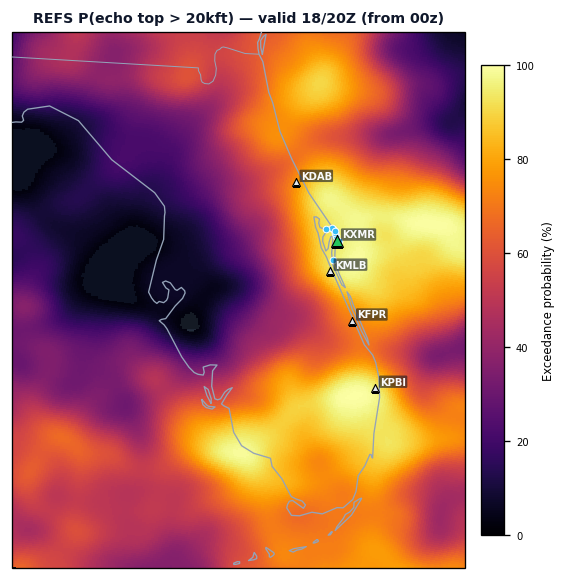 REFS P(echo top > 20kft) — valid 18/20Z (from 00z)
KDAB
KXMR
KMLB
KFPR
KPBI
100
80
60
40
20
0
Exceedance probability (%)